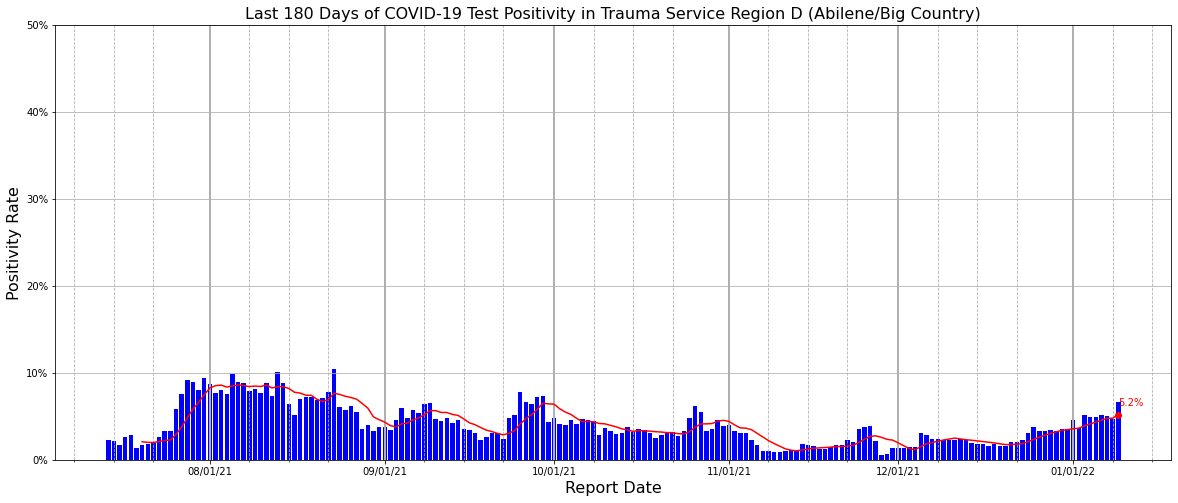 Last 180 Days of COVID-19 Test Positivity in Trauma Service Region D (Abilene/Big Country)
50%
40%
30%
20%
10%
0%
Positivity Rate
5.2%
08/01/21 09/01/21 10/01/21 11/01/21 12/01/21 01/01/22
Report Date